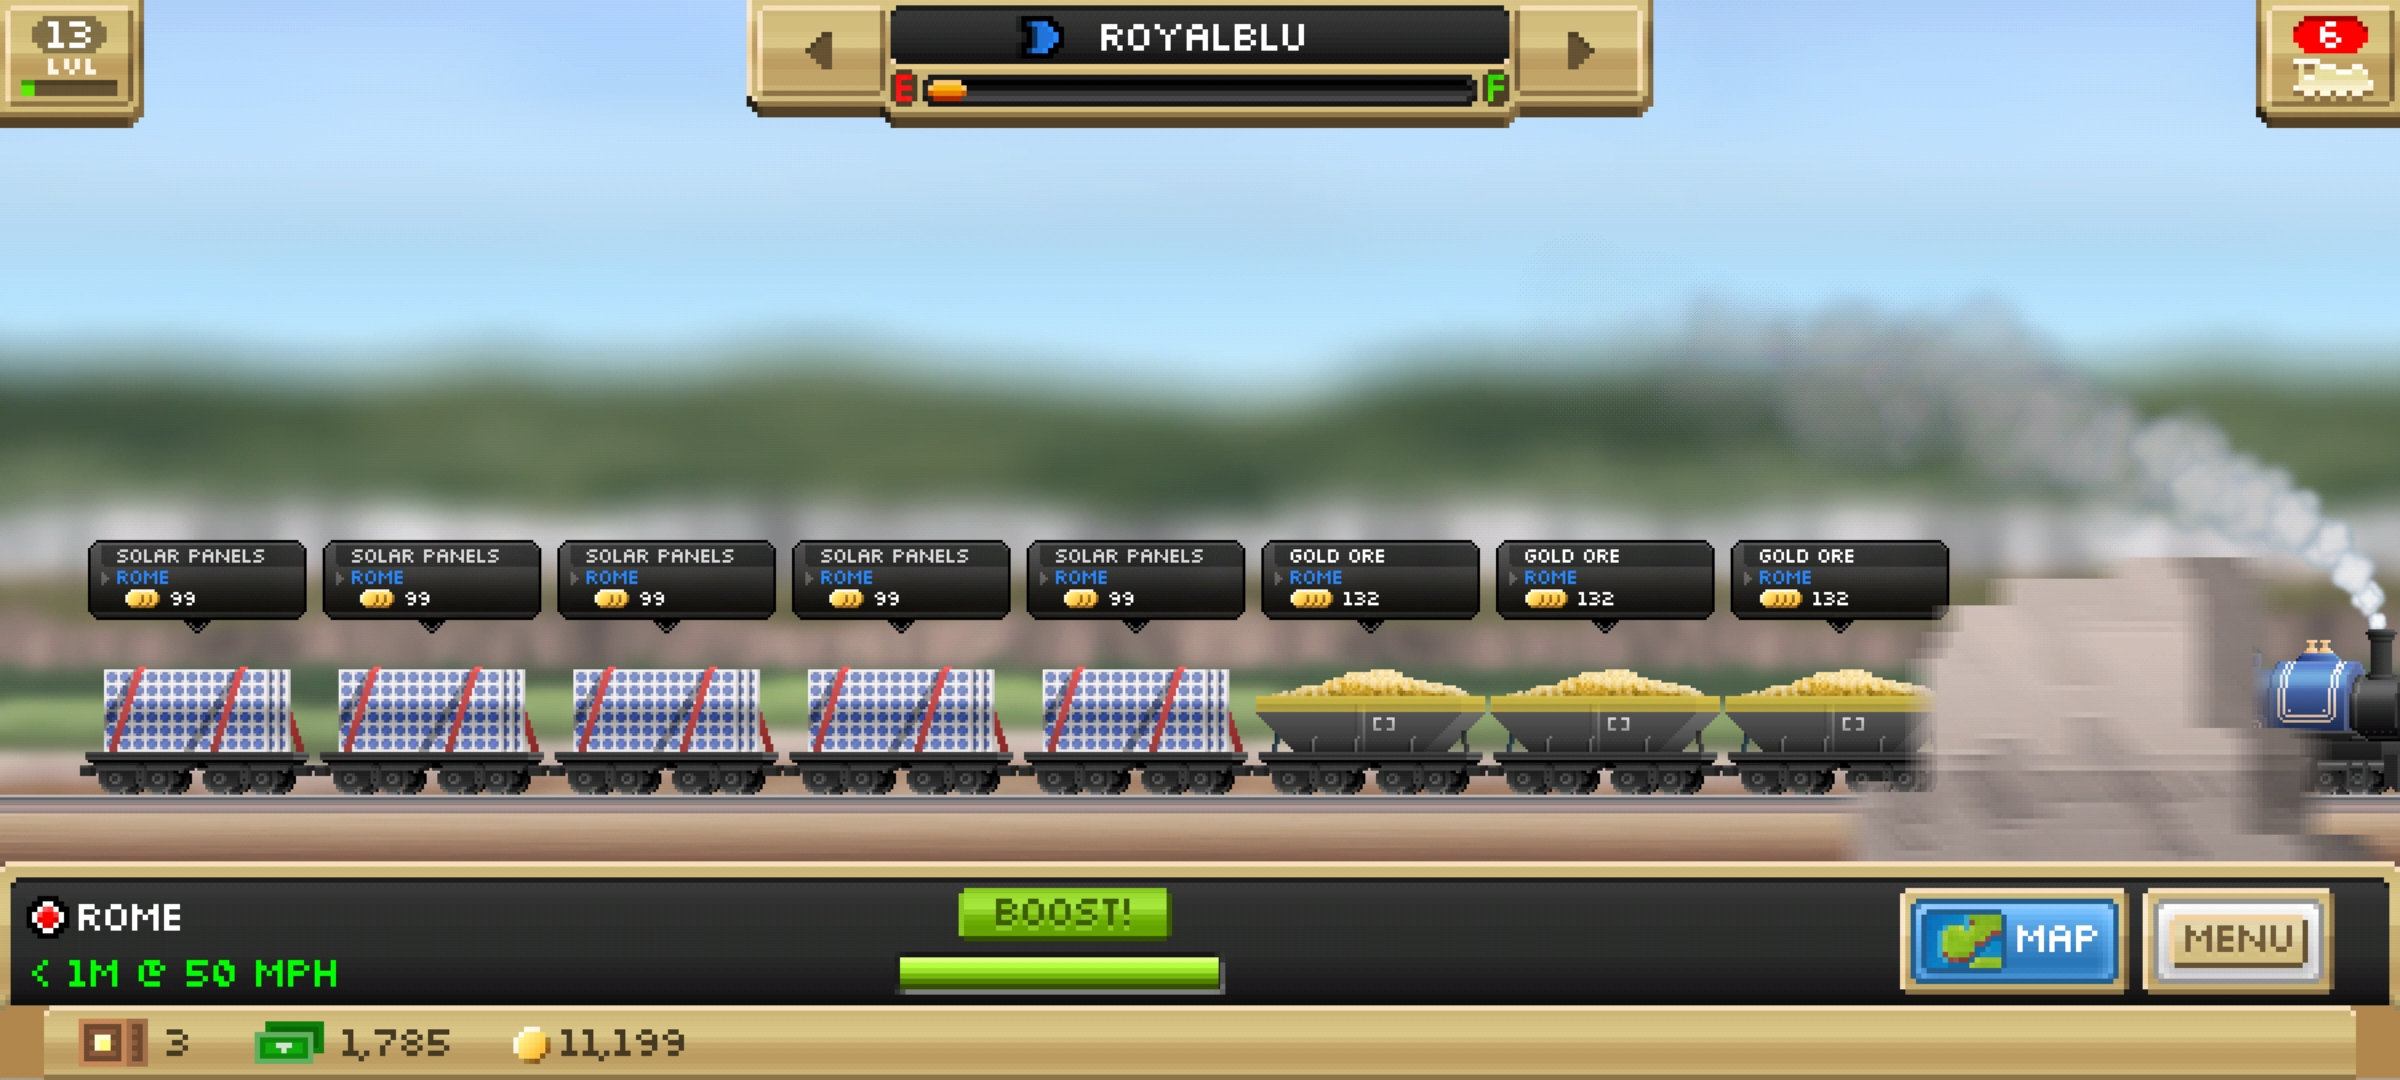 13
LVL
ROYALBLU
E
F
6
SOLAR PANELS
ROME
99
SOLAR PANELS
ROME
99
SOLAR PANELS
ROME
99
SOLAR PANELS
ROME
99
SOLAR PANELS
ROME
99
GOLD ORE
ROME
132
GOLD ORE
ROME
132
GOLD ORE
ROME
132
ROME
BOOST!
< 1M @ 50 MPH
MAP
MENU
3
1,785
11,199